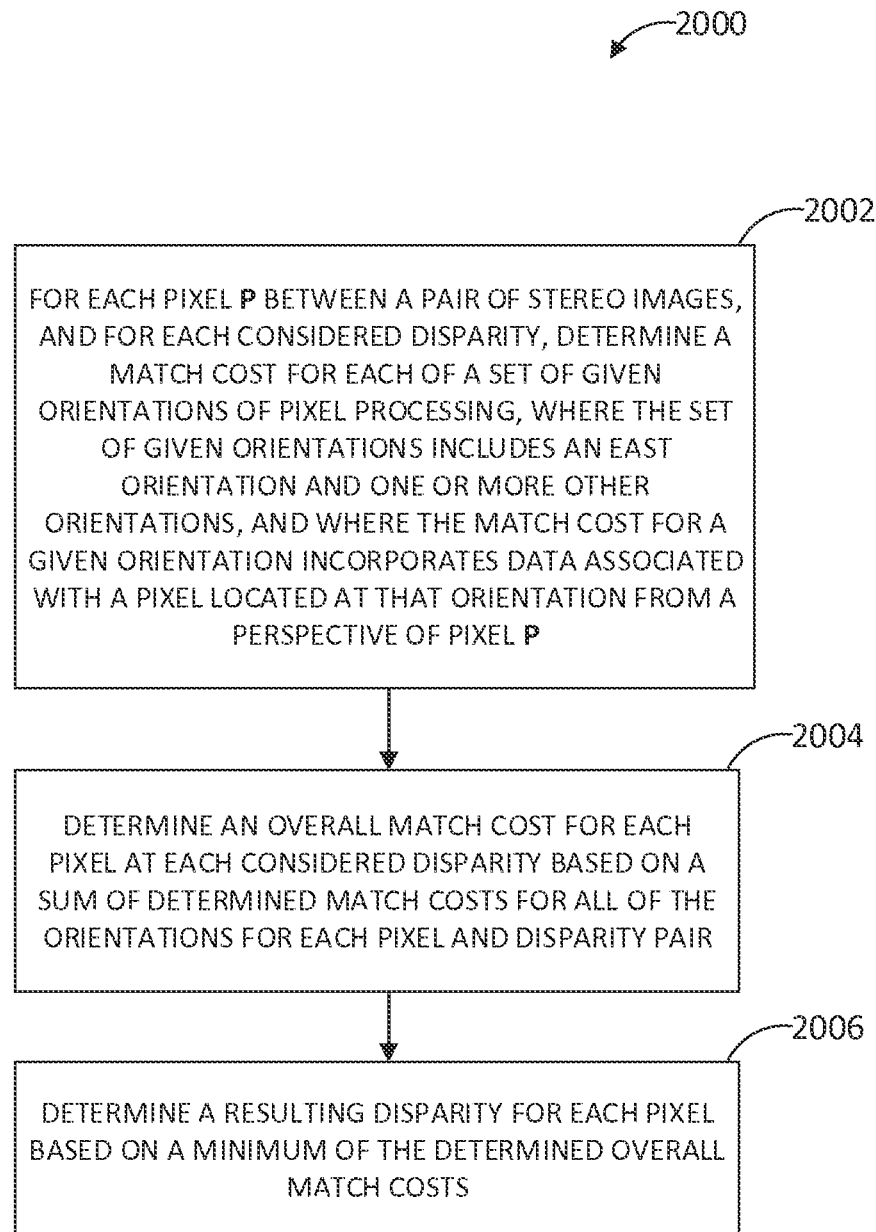 2000
2002
FOR EACH PIXEL P BETWEEN A PAIR OF STEREO IMAGES,
AND FOR EACH CONSIDERED DISPARITY, DETERMINE A
MATCH COST FOR EACH OF A SET OF GIVEN
ORIENTATIONS OF PIXEL PROCESSING, WHERE THE SET
OF GIVEN ORIENTATIONS INCLUDES AN EAST
ORIENTATION AND ONE OR MORE OTHER
ORIENTATIONS, AND WHERE THE MATCH COST FOR A
GIVEN ORIENTATION INCORPORATES DATA ASSOCIATED
WITH A PIXEL LOCATED AT THAT ORIENTATION FROM A
PERSPECTIVE OF PIXEL P
2004
DETERMINE AN OVERALL MATCH COST FOR EACH
PIXEL AT EACH CONSIDERED DISPARITY BASED ON A
SUM OF DETERMINED MATCH COSTS FOR ALL OF THE
ORIENTATIONS FOR EACH PIXEL AND DISPARITY PAIR
2006
DETERMINE A RESULTING DISPARITY FOR EACH PIXEL
BASED ON A MINIMUM OF THE DETERMINED OVERALL
MATCH COSTS